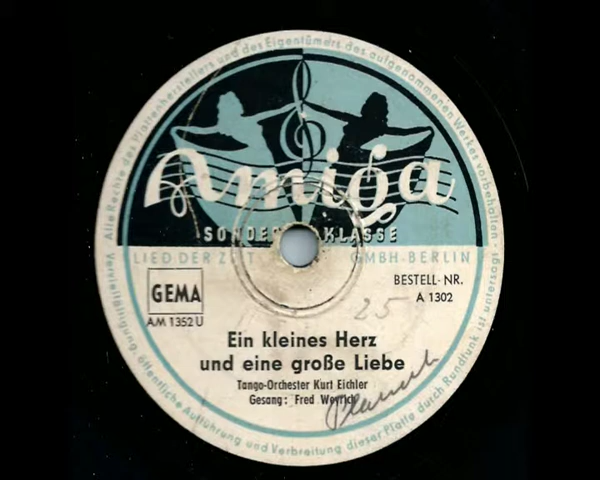 Alle Rechte des Plattenherstellers und des Eigentümers des aufgenommenen Werkes vorbehalten
Amiga
SONDERKLASSE
LIED DER ZEIT GMBH·BERLIN
BESTELL-NR.
GEMA
A 1302
AM 1352 U
25
Ein kleines Herz
und eine große Liebe
Tango-Orchester Kurt Eichler
Gesang: Fred Weyrich
Vervielfältigung, öffentliche Aufführung und Verbreitung dieser Platte durch Rundfunk ist untersagt